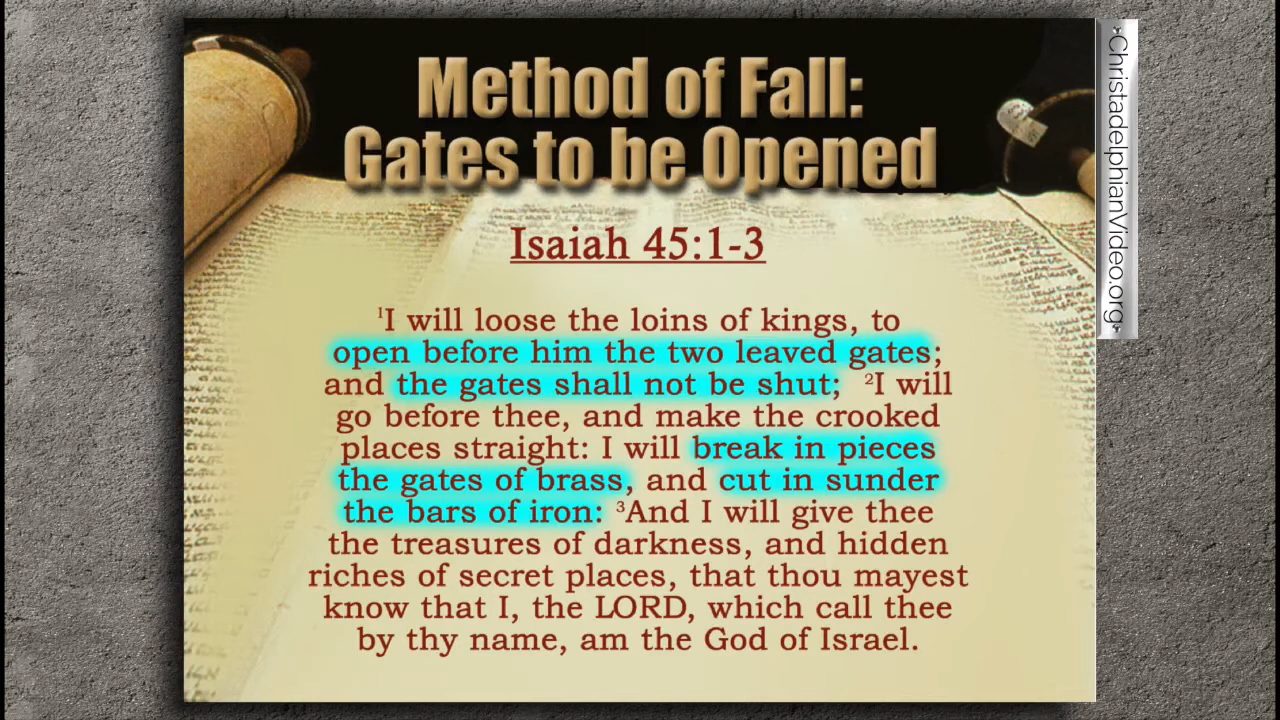 Method of Fall:
Gates to be Opened
Isaiah 45:1-3
¹I will loose the loins of kings, to
open before him the two leaved gates;
and the gates shall not be shut; ²I will
go before thee, and make the crooked
places straight: I will break in pieces
the gates of brass, and cut in sunder
the bars of iron: ³And I will give thee
the treasures of darkness, and hidden
riches of secret places, that thou mayest
know that I, the LORD, which call thee
by thy name, am the God of Israel.
ChristadelphianVideo.org